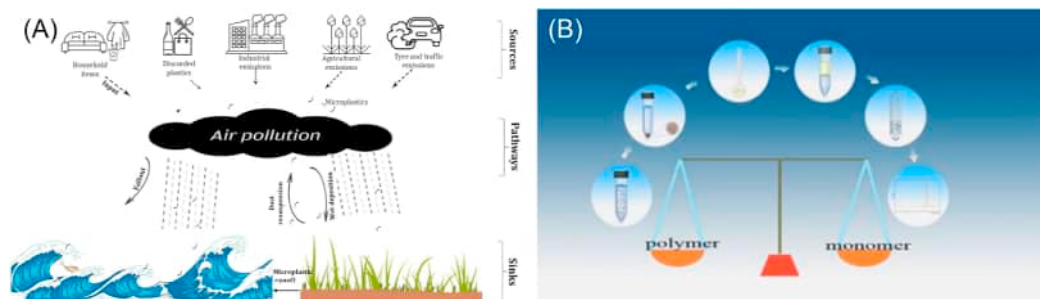 (A)
Household
items
Discarded
plastics
Industrial
emissions
Agricultural
emissions
Tyre and traffic
emissions
Sources
Input
Microplastics
Air pollution
Pathways
Fallout
Dust
resuspension
Wet deposition
Microplastic
runoff
Sinks
(B)
polymer
monomer